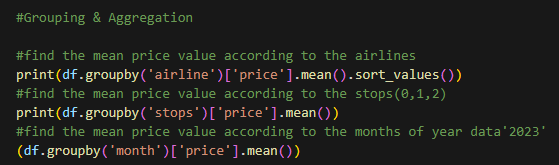 #Grouping & Aggregation
#find the mean price value according to the airlines
print(df.groupby('airline')['price'].mean().sort_values())
#find the mean price value according to the stops(0,1,2)
print(df.groupby('stops')['price'].mean())
#find the mean price value according to the months of year data'2023'
(df.groupby('month')['price'].mean())